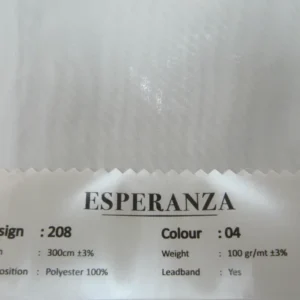 ESPERANZA
sign : 208 Colour : 04
: 300cm ±3% Weight : 100 gr/mt ±3%
osition : Polyester 100% Leadband : Yes